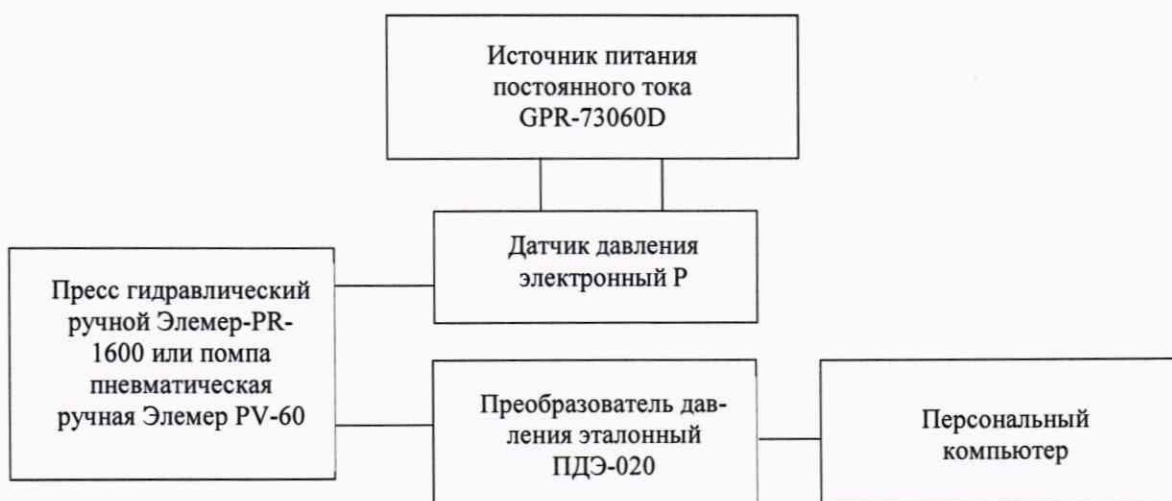 Источник питания
постоянного тока
GPR-73060D
Датчик давления
электронный Р
Пресс гидравлический
ручной Элемер-PR-
1600 или помпа
пневматическая
ручная Элемер PV-60
Преобразователь дав-
ления эталонный
ПДЭ-020
Персональный
компьютер